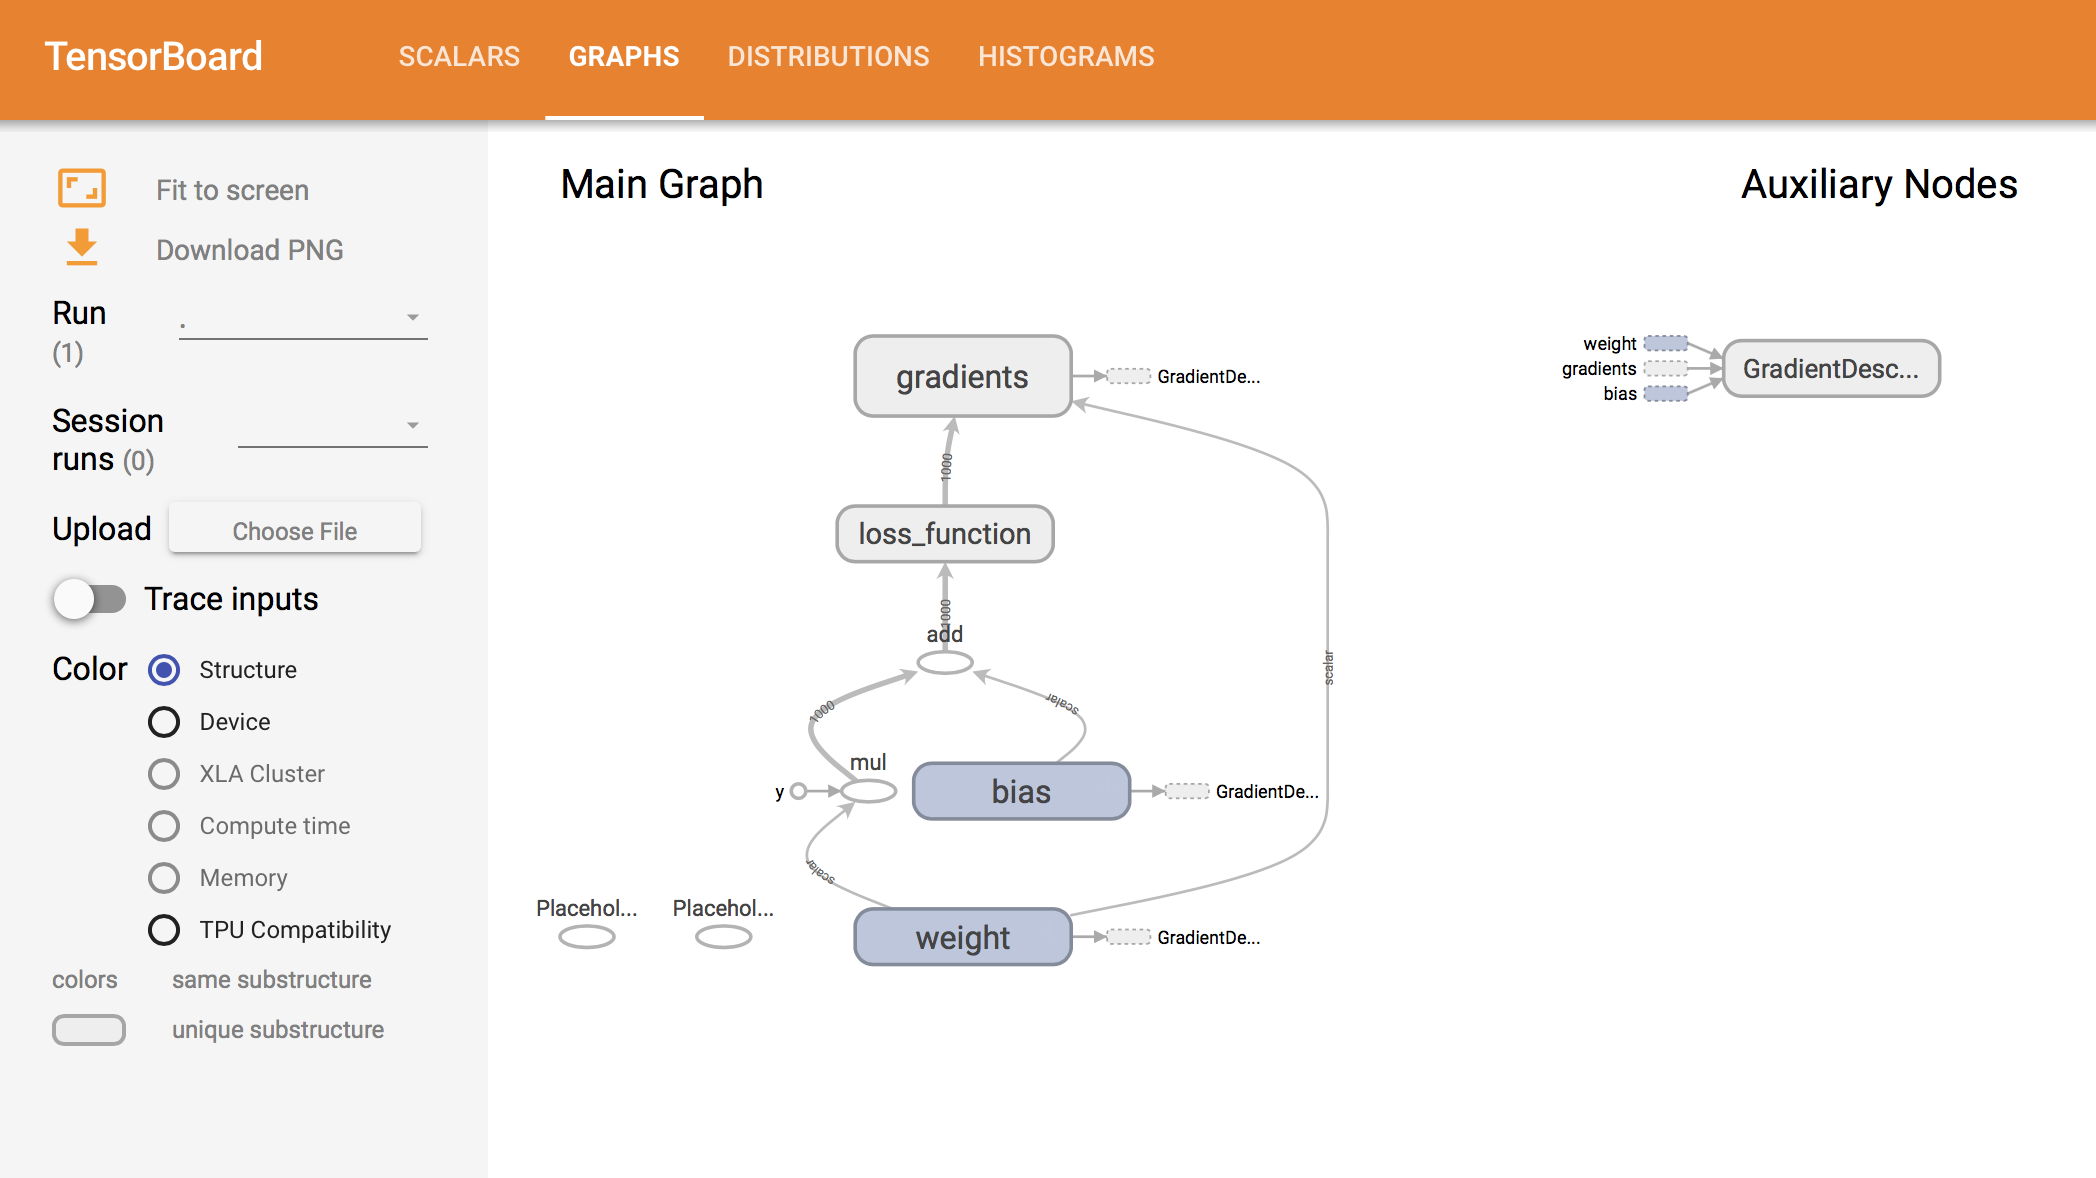 TensorBoard
SCALARS
GRAPHS
DISTRIBUTIONS
HISTOGRAMS
Fit to screen
Download PNG
Run
(1)
.
Session
runs (0)
Upload
Choose File
Trace inputs
Color
Structure
Device
XLA Cluster
Compute time
Memory
TPU Compatibility
colors
same substructure
unique substructure
Main Graph
Auxiliary Nodes
gradients
GradientDe...
1000
loss_function
1000
add
1000
scalar
scalar
mul
y
bias
GradientDe...
scalar
Placehol...
Placehol...
weight
GradientDe...
weight
gradients
bias
GradientDesc...